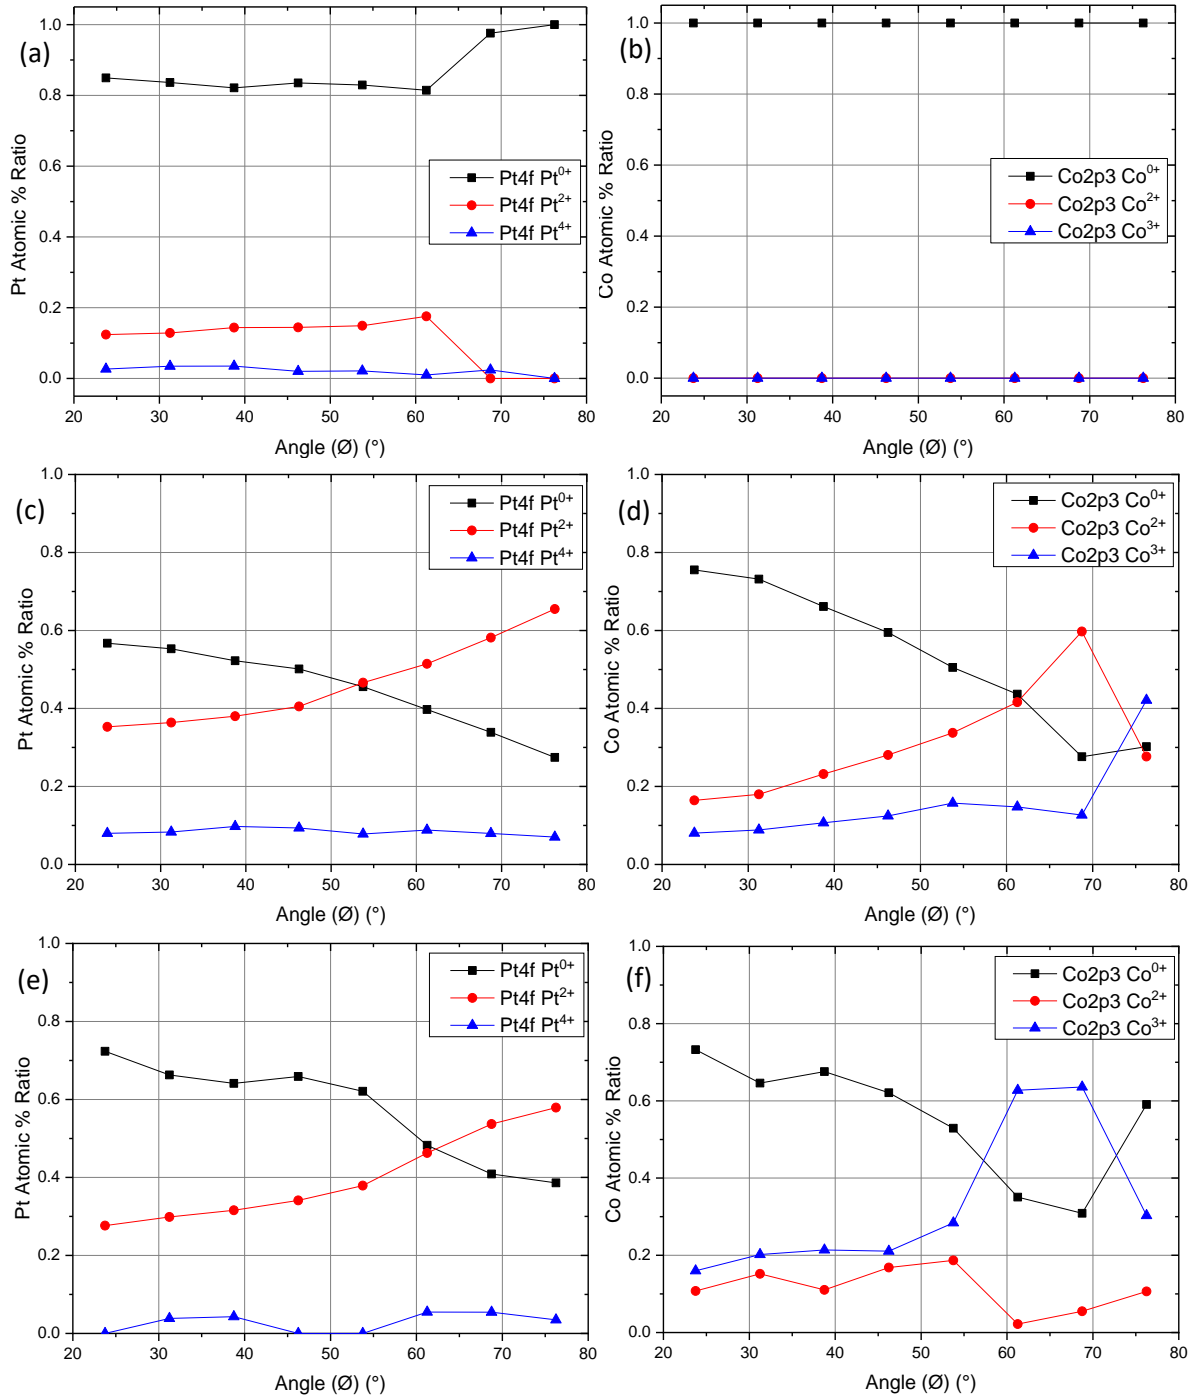 (a)
Pt Atomic % Ratio
1.0
0.8
0.6
0.4
0.2
0.0
Pt4f Pt⁰⁺
Pt4f Pt²⁺
Pt4f Pt⁴⁺
20 30 40 50 60 70 80
Angle (Ø) (°)
(b)
Co Atomic % Ratio
1.0
0.8
0.6
0.4
0.2
0.0
Co2p3 Co⁰⁺
Co2p3 Co²⁺
Co2p3 Co³⁺
20 30 40 50 60 70 80
Angle (Ø) (°)
(c)
Pt Atomic % Ratio
1.0
0.8
0.6
0.4
0.2
0.0
Pt4f Pt⁰⁺
Pt4f Pt²⁺
Pt4f Pt⁴⁺
20 30 40 50 60 70 80
Angle (Ø) (°)
(d)
Co Atomic % Ratio
1.0
0.8
0.6
0.4
0.2
0.0
Co2p3 Co⁰⁺
Co2p3 Co²⁺
Co2p3 Co³⁺
20 30 40 50 60 70 80
Angle (Ø) (°)
(e)
Pt Atomic % Ratio
1.0
0.8
0.6
0.4
0.2
0.0
Pt4f Pt⁰⁺
Pt4f Pt²⁺
Pt4f Pt⁴⁺
20 30 40 50 60 70 80
Angle (Ø) (°)
(f)
Co Atomic % Ratio
1.0
0.8
0.6
0.4
0.2
0.0
Co2p3 Co⁰⁺
Co2p3 Co²⁺
Co2p3 Co³⁺
20 30 40 50 60 70 80
Angle (Ø) (°)